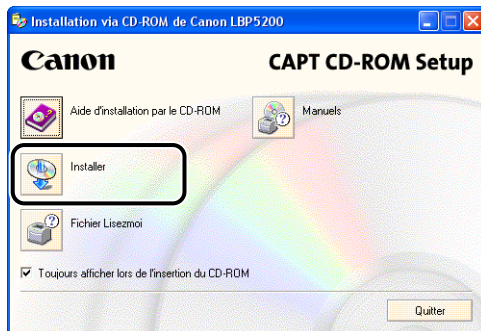 Installation via CD-ROM de Canon LBP5200
Canon
CAPT CD-ROM Setup
Aide d'installation par le CD-ROM
Manuels
Installer
Fichier Lisezmoi
Toujours afficher lors de l'insertion du CD-ROM
Quitter